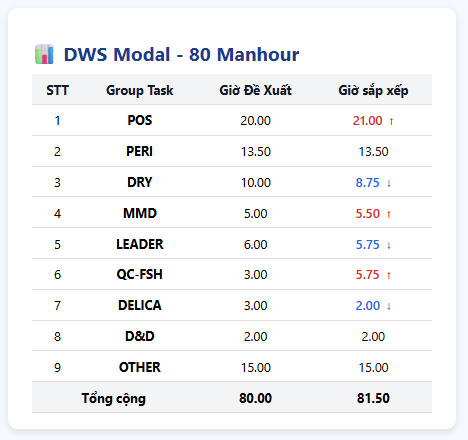 📊 DWS Modal - 80 Manhour
STT Group Task Giờ Đề Xuất Giờ sắp xếp
1 POS 20.00 21.00 ↑
2 PERI 13.50 13.50
3 DRY 10.00 8.75 ↓
4 MMD 5.00 5.50 ↑
5 LEADER 6.00 5.75 ↓
6 QC-FSH 3.00 5.75 ↑
7 DELICA 3.00 2.00 ↓
8 D&D 2.00 2.00
9 OTHER 15.00 15.00
Tổng cộng 80.00 81.50